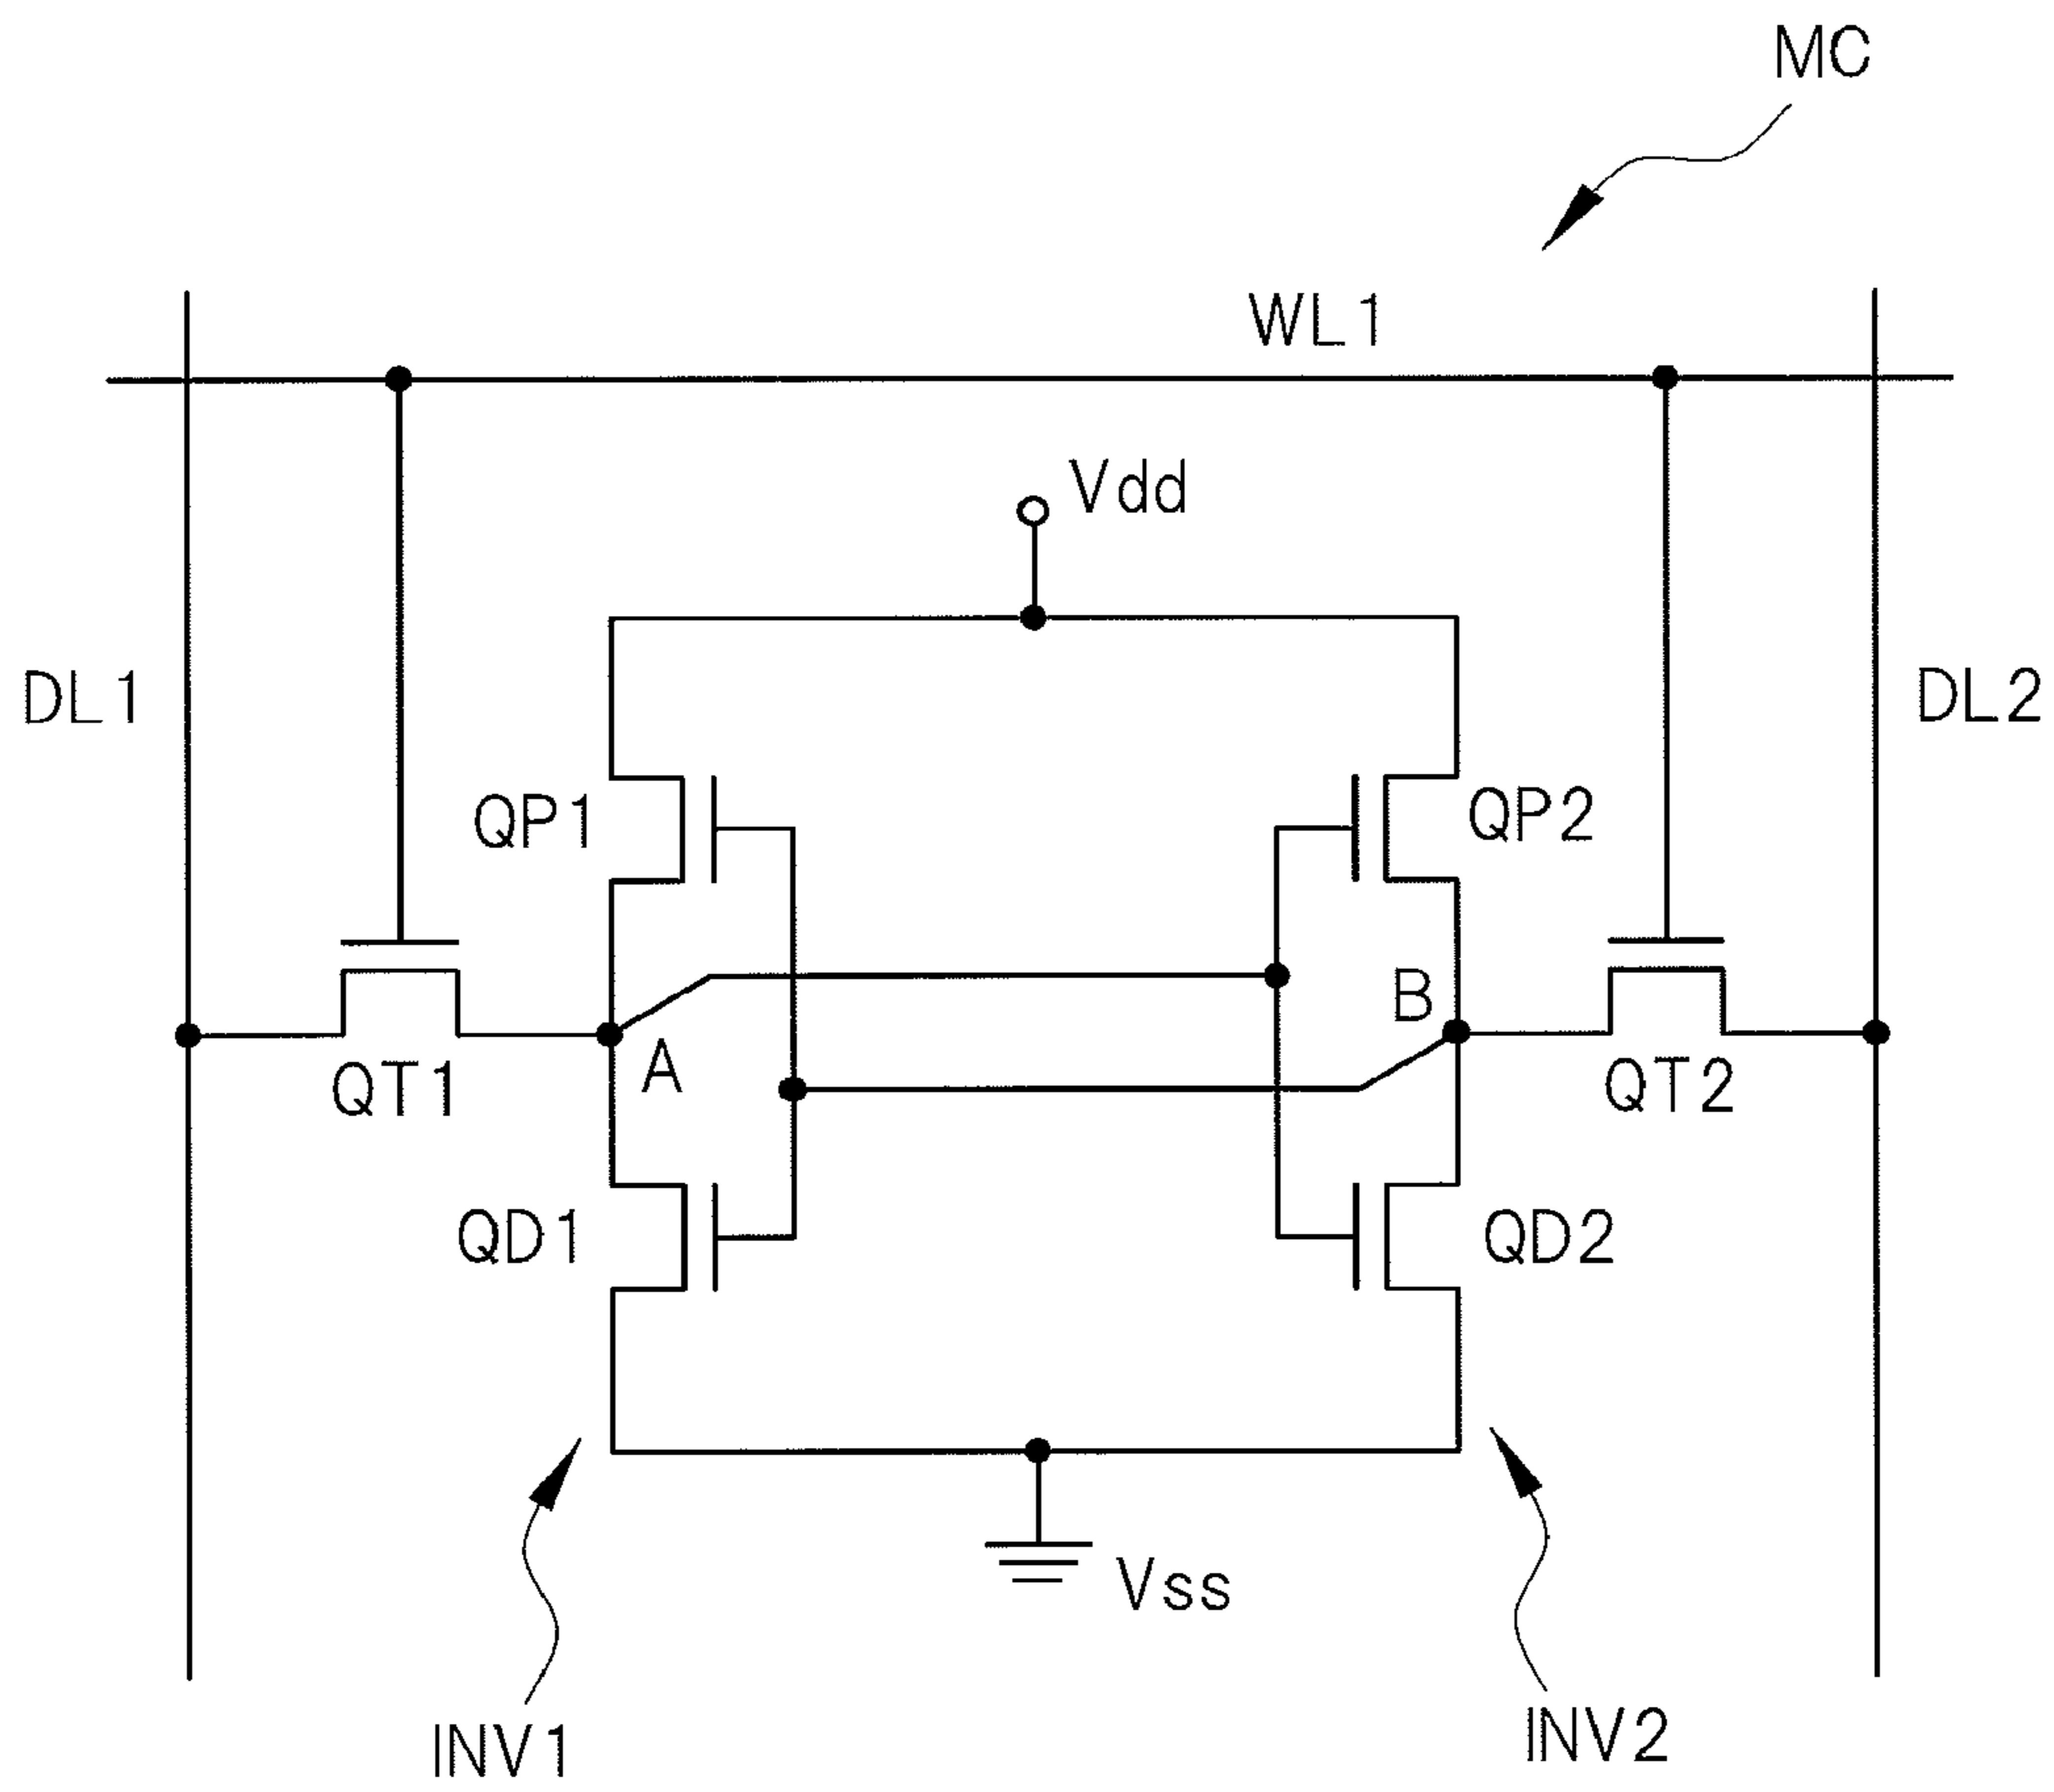 MC
WL1
Vdd
DL1
DL2
QP1
QP2
B
A
QT1
QT2
QD1
QD2
Vss
INV1
INV2